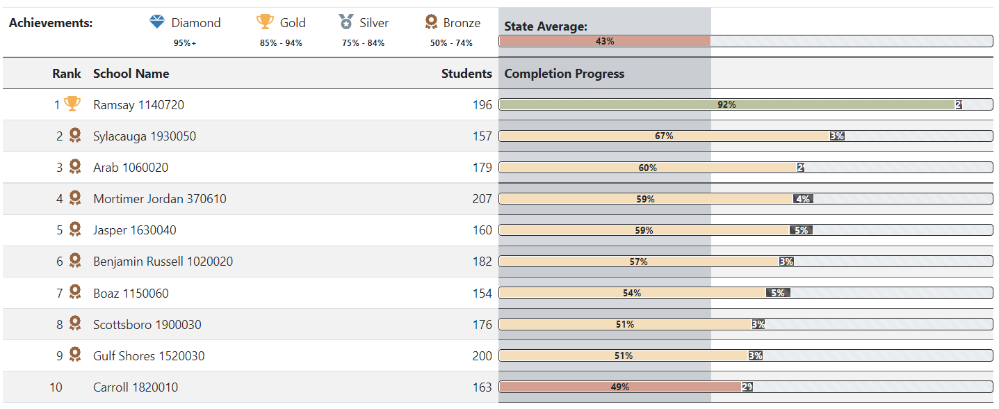 Achievements: Diamond Gold Silver Bronze State Average:
95%+ 85% - 94% 75% - 84% 50% - 74% 43%
Rank School Name Students Completion Progress
1 Ramsay 1140720 196 92% 2
2 Sylacauga 1930050 157 67% 3%
3 Arab 1060020 179 60% 2
4 Mortimer Jordan 370610 207 59% 4%
5 Jasper 1630040 160 59% 5%
6 Benjamin Russell 1020020 182 57% 3%
7 Boaz 1150060 154 54% 5%
8 Scottsboro 1900030 176 51% 3%
9 Gulf Shores 1520030 200 51% 3%
10 Carroll 1820010 163 49% 2%